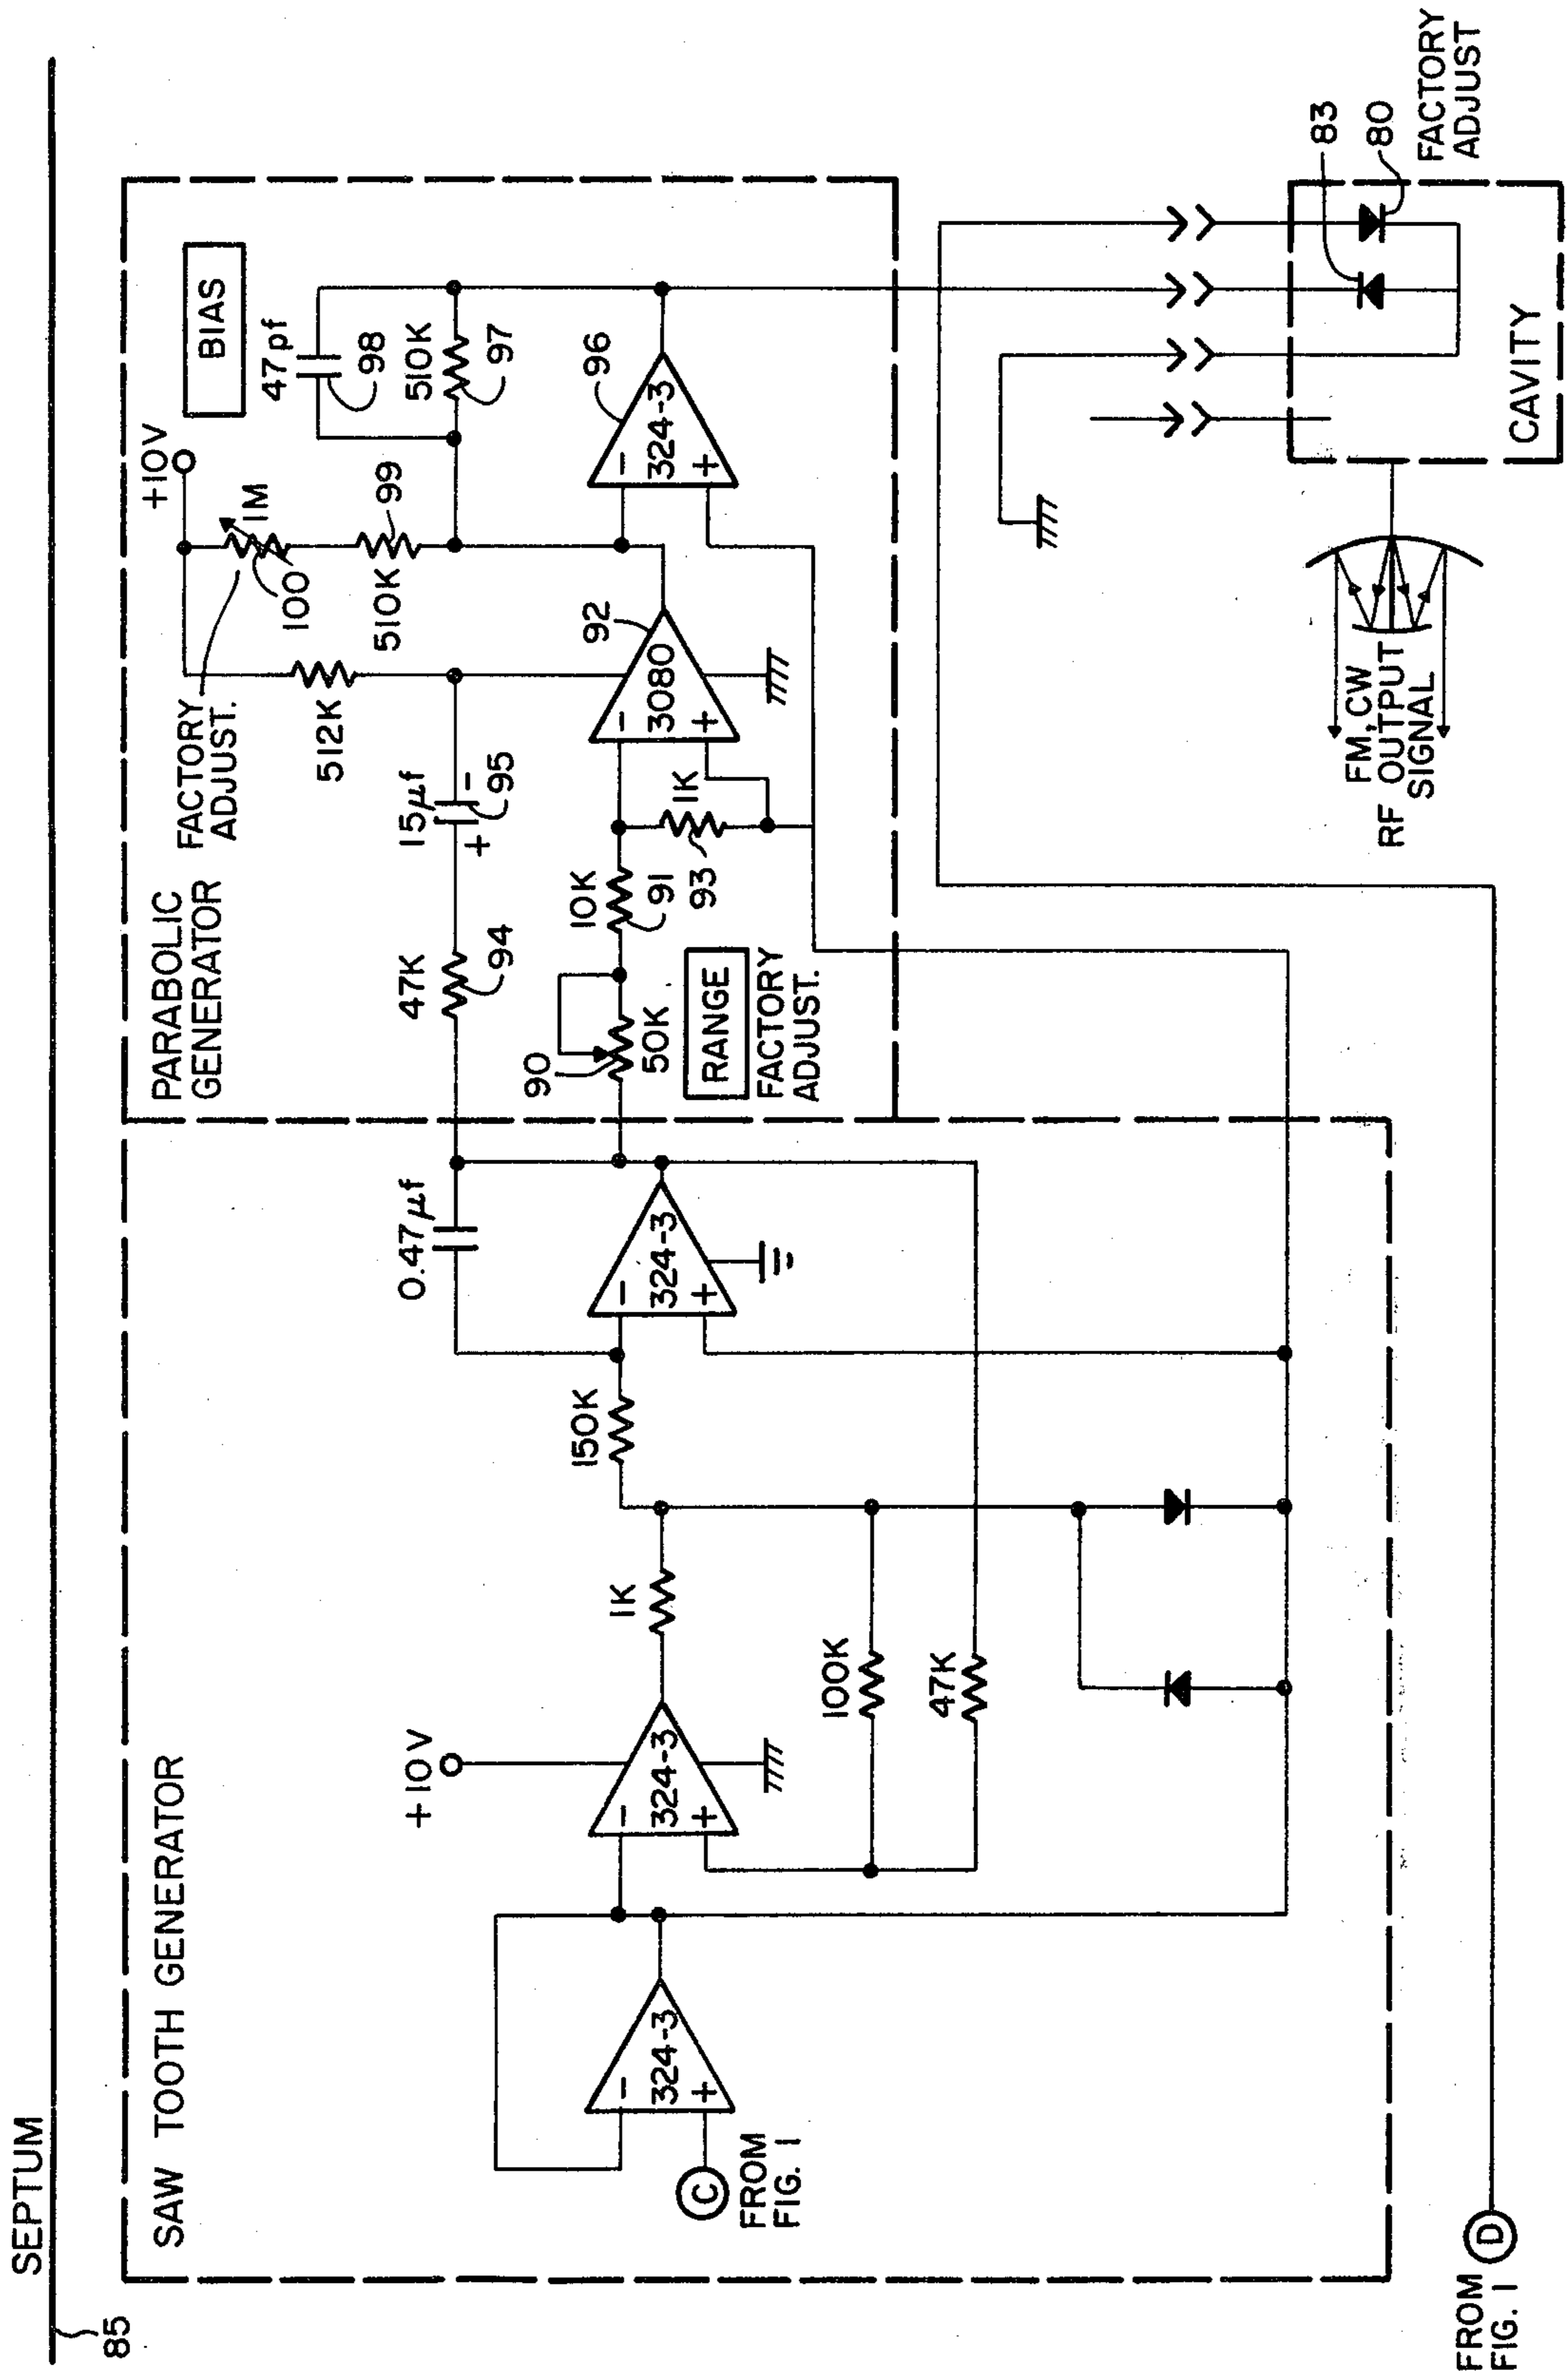 SEPTUM
85
SAW TOOTH GENERATOR
PARABOLIC
GENERATOR
FACTORY
ADJUST.
+10V
BIAS
1M
100
512K
510K
99
47pf
98
510K
97
15µf
+ -
95
47K
94
0.47µf
10K
91
90
50K
RANGE
FACTORY
ADJUST.
1K
93
-
3080
+
92
-
324-3
+
96
-
324-3
+
150K
1K
+10V
-
324-3
+
-
324-3
+
C
FROM
FIG. 1
100K
47K
FROM
FIG. 1
D
FM, CW
RF OUTPUT
SIGNAL
CAVITY
83
80
FACTORY
ADJUST